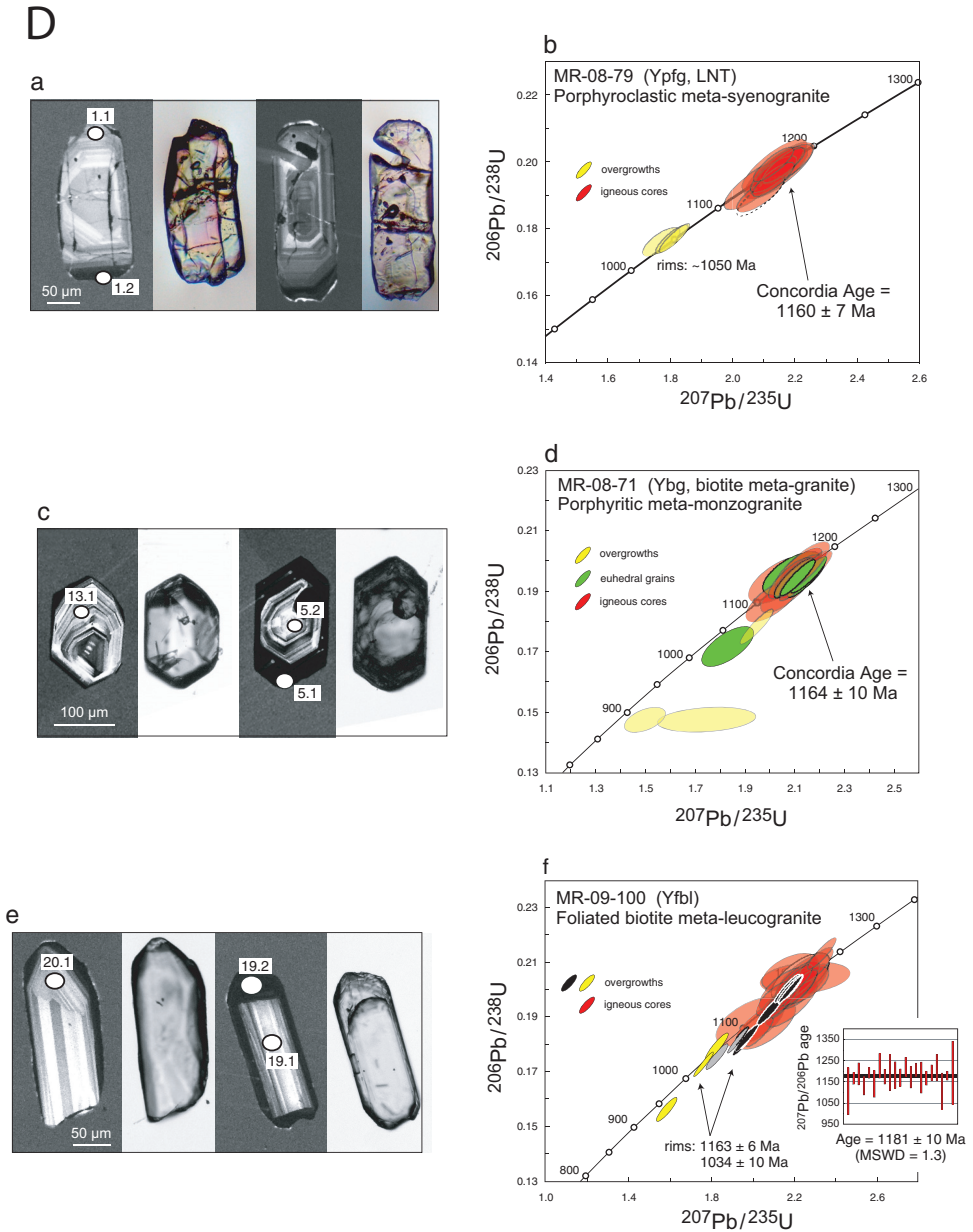 D
a
1.1
1.2
50 µm
b
MR-08-79 (Ypfg, LNT)
Porphyroclastic meta-syenogranite
overgrowths
igneous cores
1300
1200
1100
1000
rims: ~1050 Ma
Concordia Age =
1160 ± 7 Ma
0.22
0.20
0.18
0.16
0.14
1.4
1.6
1.8
2.0
2.2
2.4
2.6
206Pb/238U
207Pb/235U
c
13.1
5.2
5.1
100 µm
d
MR-08-71 (Ybg, biotite meta-granite)
Porphyritic meta-monzogranite
overgrowths
euhedral grains
igneous cores
1300
1200
1100
1000
900
Concordia Age =
1164 ± 10 Ma
0.23
0.21
0.19
0.17
0.15
0.13
1.1
1.3
1.5
1.7
1.9
2.1
2.3
2.5
206Pb/238U
207Pb/235U
e
20.1
19.2
19.1
50 µm
f
MR-09-100 (Yfbl)
Foliated biotite meta-leucogranite
overgrowths
igneous cores
1300
1100
1000
900
800
rims: 1163 ± 6 Ma
1034 ± 10 Ma
0.23
0.21
0.19
0.17
0.15
0.13
1.0
1.4
1.8
2.2
2.6
206Pb/238U
207Pb/235U
207Pb/206Pb age
1350
1250
1150
1050
950
Age = 1181 ± 10 Ma
(MSWD = 1.3)